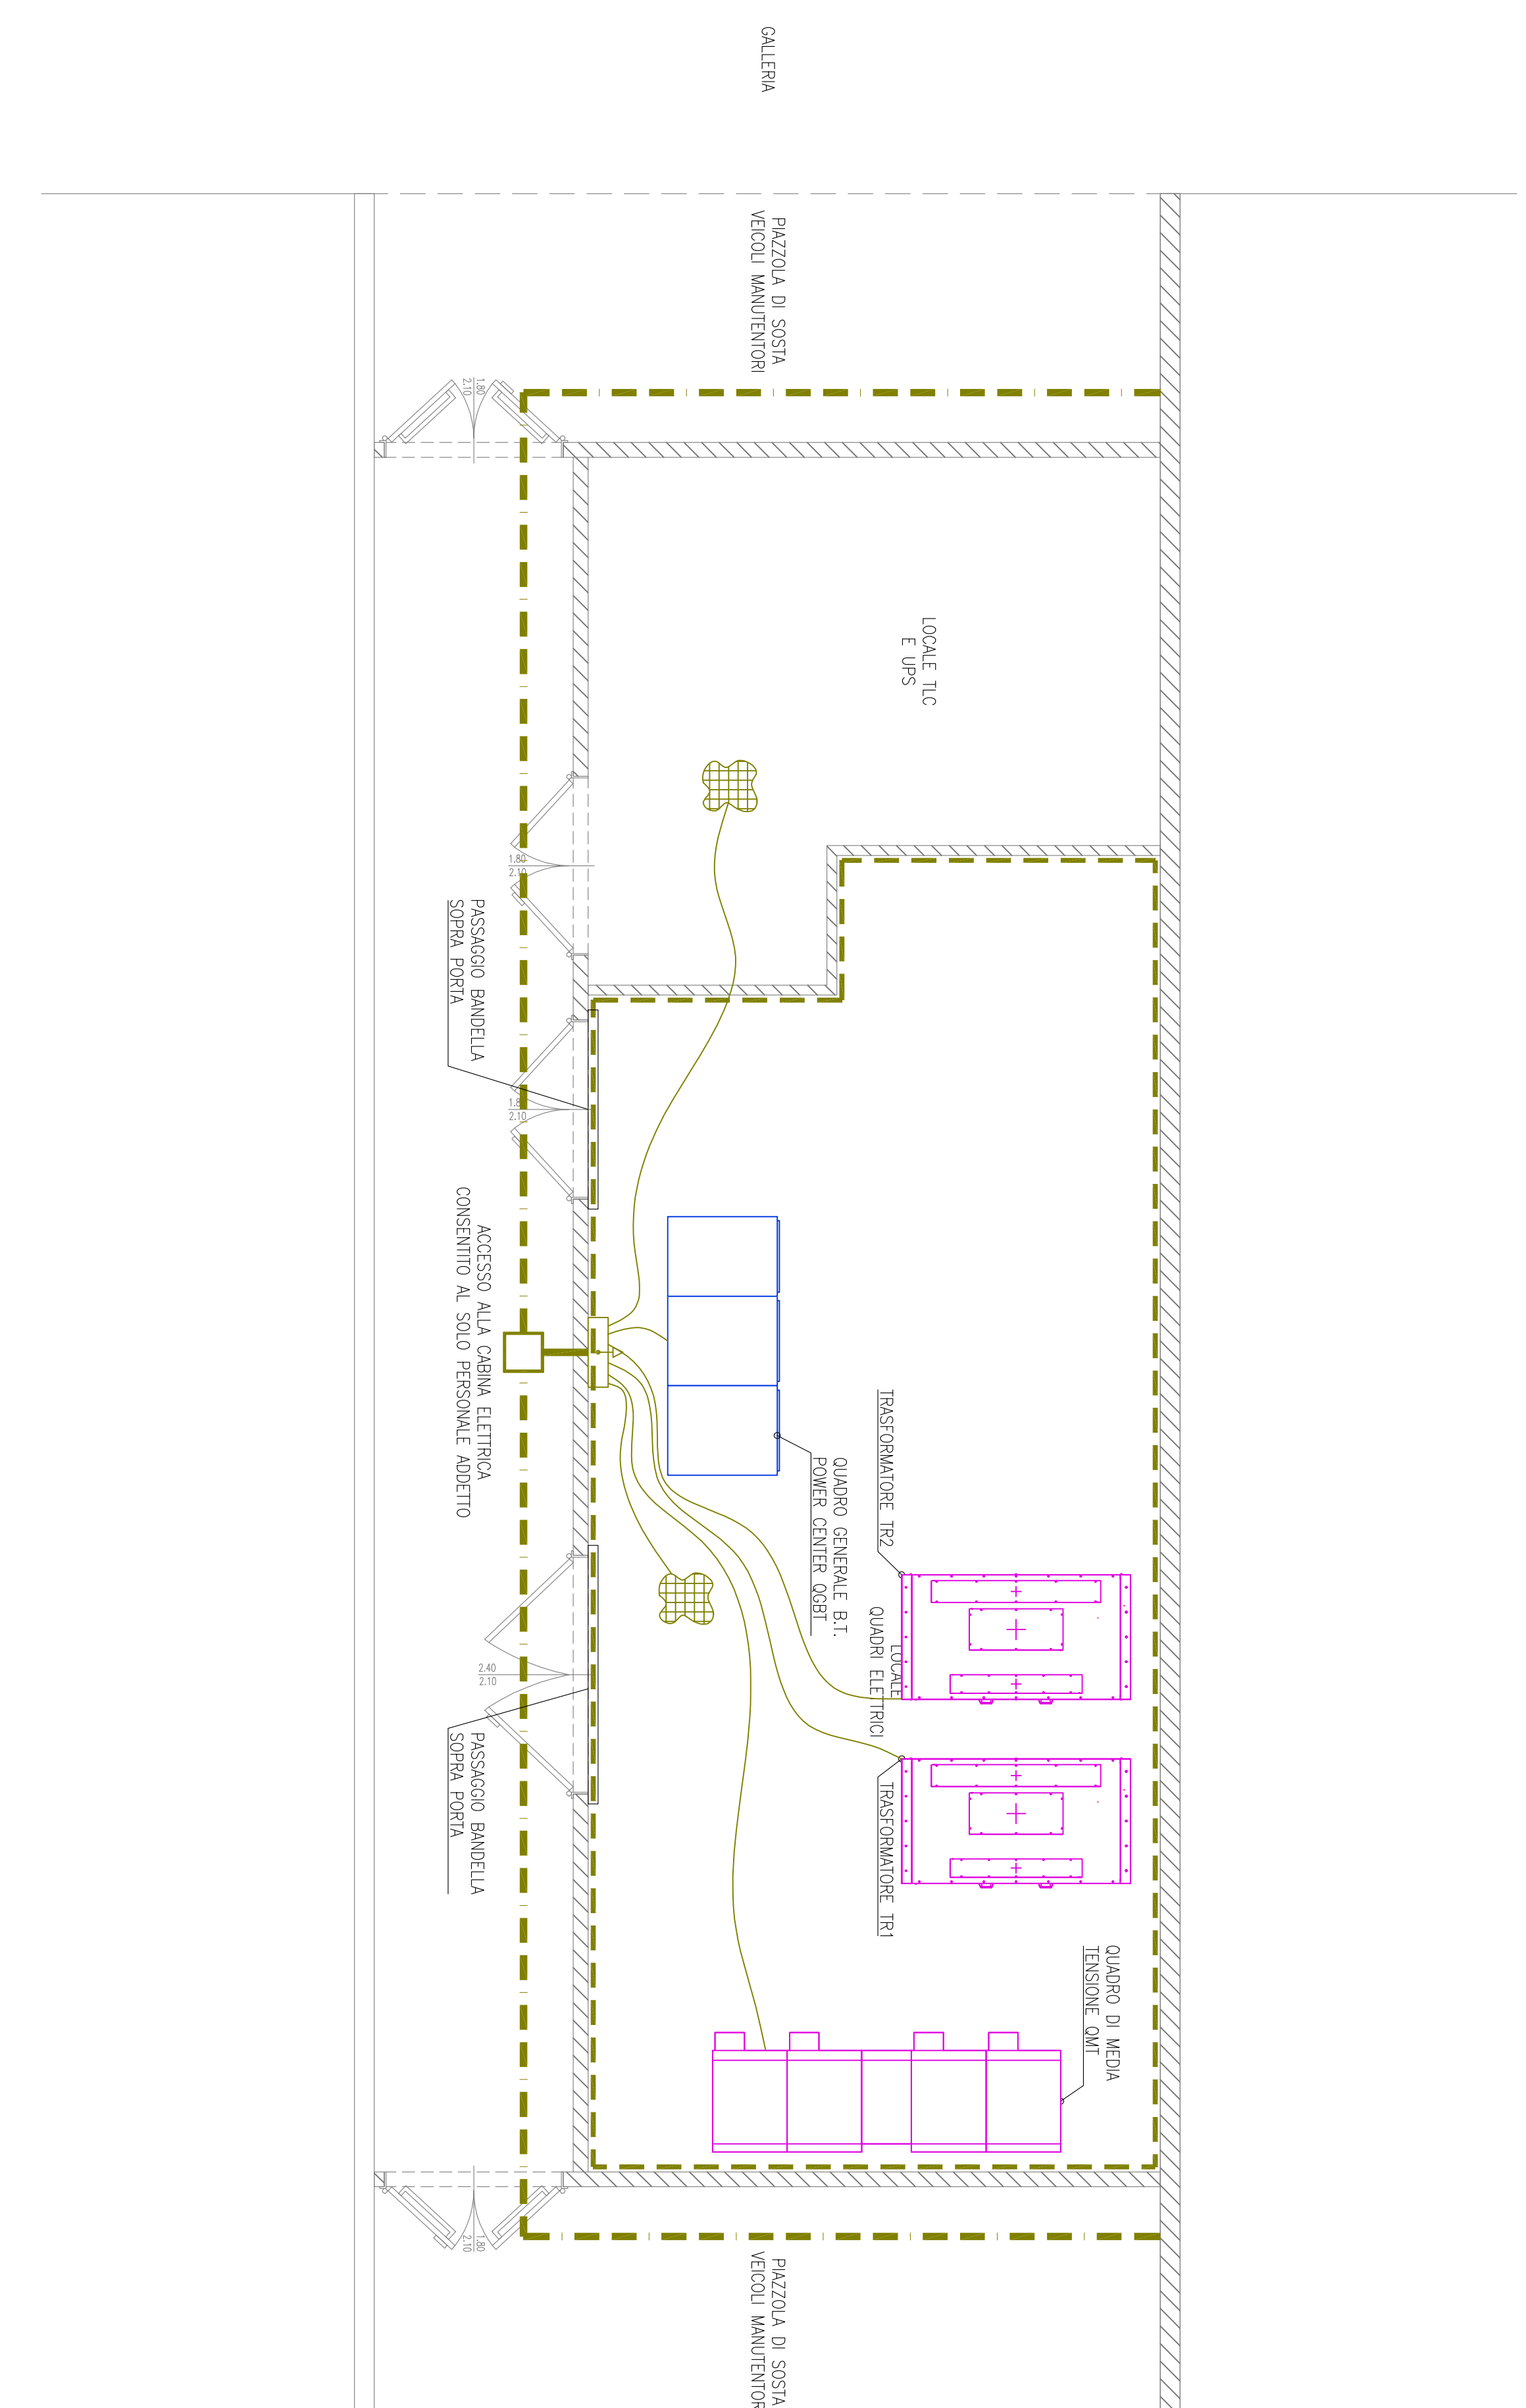 GALLERIA
PIAZZOLA DI SOSTA
VEICOLI MANUTENTORI
1.80
2.10
LOCALE TLC
E UPS
1.80
2.10
PASSAGGIO BANDELLA
SOPRA PORTA
2.10
ACCESSO ALLA CABINA ELETTRICA
CONSENTITO AL SOLO PERSONALE ADDETTO
TRASFORMATORE TR2
QUADRO GENERALE B.T.
POWER CENTER QGBT
LOCALE
QUADRI ELETTRICI
2.40
2.10
PASSAGGIO BANDELLA
SOPRA PORTA
TRASFORMATORE TR1
QUADRO DI MEDIA
TENSIONE QMT
1.80
2.10
PIAZZOLA DI SOSTA
VEICOLI MANUTENTOR